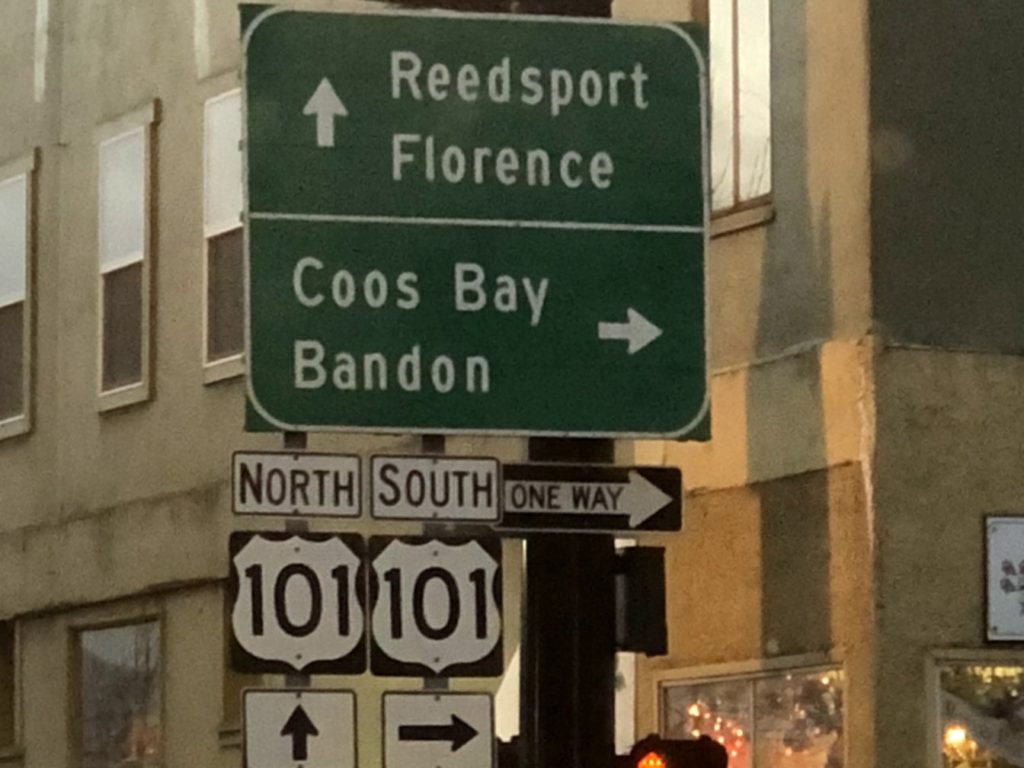 Reedsport
Florence
Coos Bay
Bandon
NORTH
SOUTH
ONE WAY
101
101